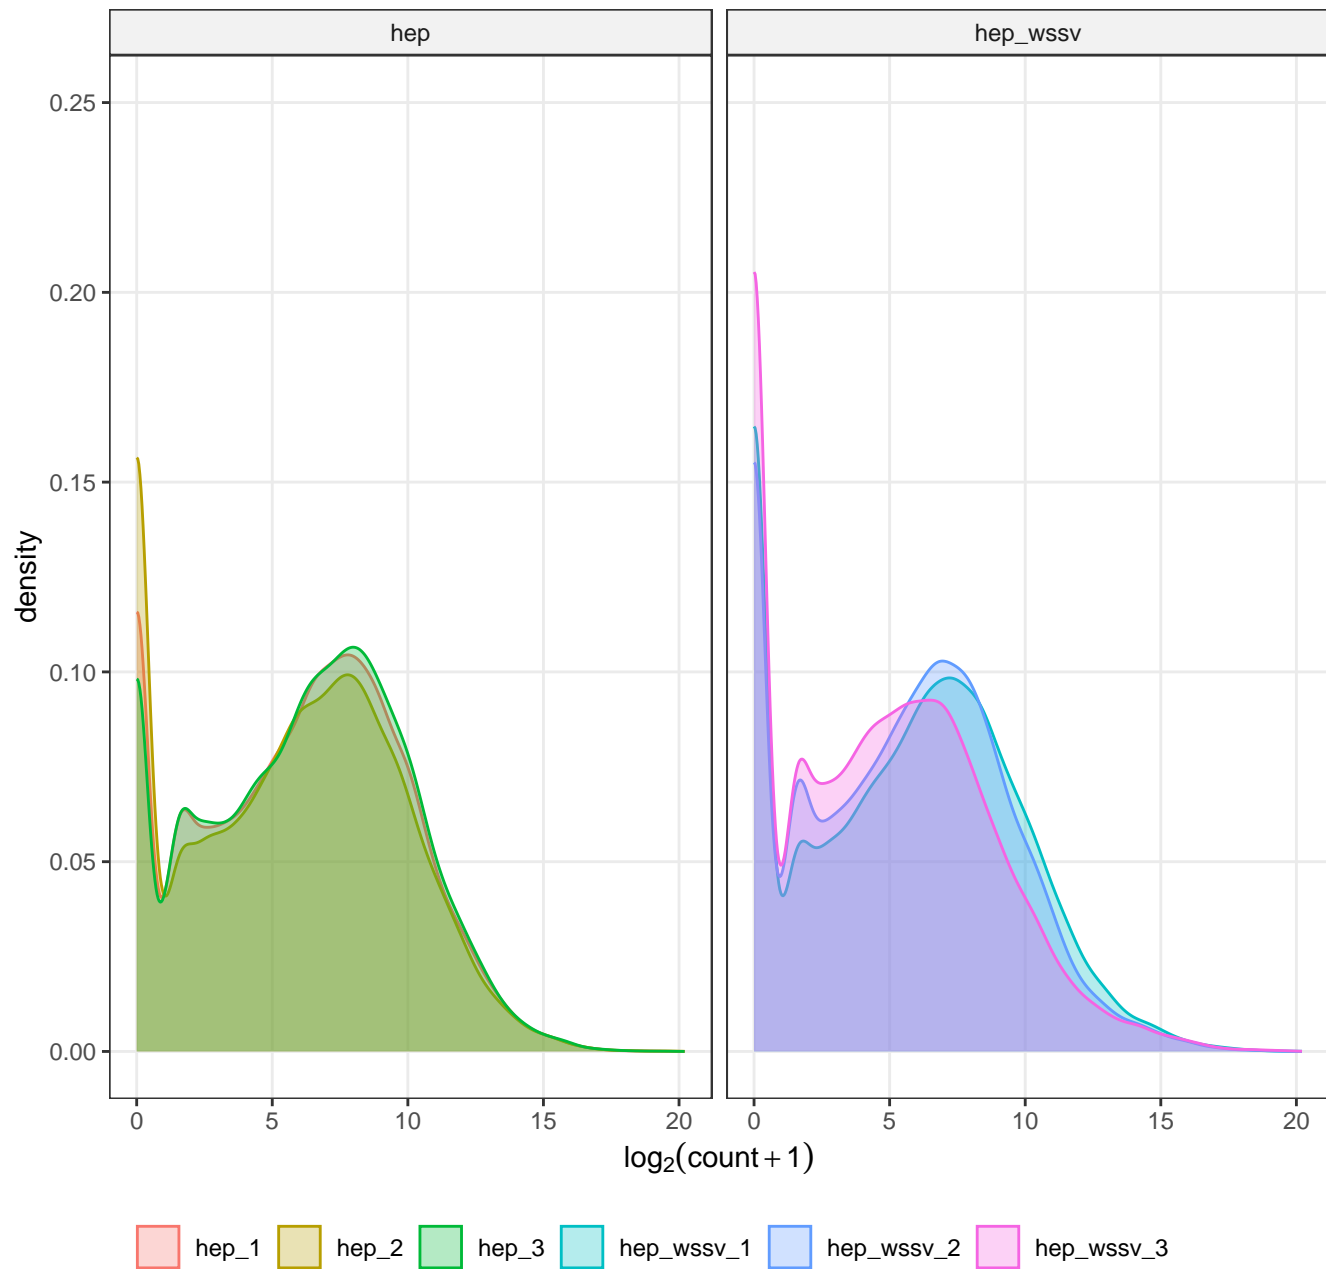 hep hep_wssv
0.25
0.20
0.15
0.10
0.05
0.00
density
0 5 10 15 20 0 5 10 15 20
log₂(count + 1)
hep_1 hep_2 hep_3 hep_wssv_1 hep_wssv_2 hep_wssv_3